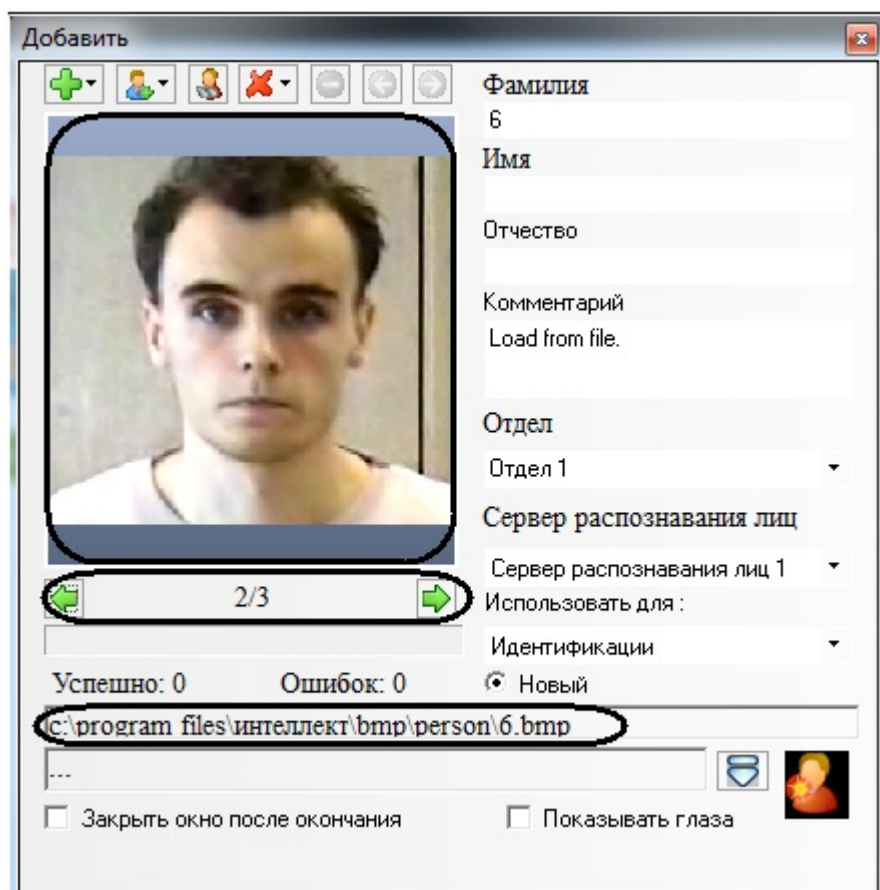 Добавить
Фамилия
6
Имя
Отчество
Комментарий
Load from file.
Отдел
Отдел 1
Сервер распознавания лиц
Сервер распознавания лиц 1
2/3
Использовать для :
Идентификации
Успешно: 0 Ошибок: 0
Новый
c:\program files\интеллект\bmp\person\6.bmp
...
Закрыть окно после окончания
Показывать глаза